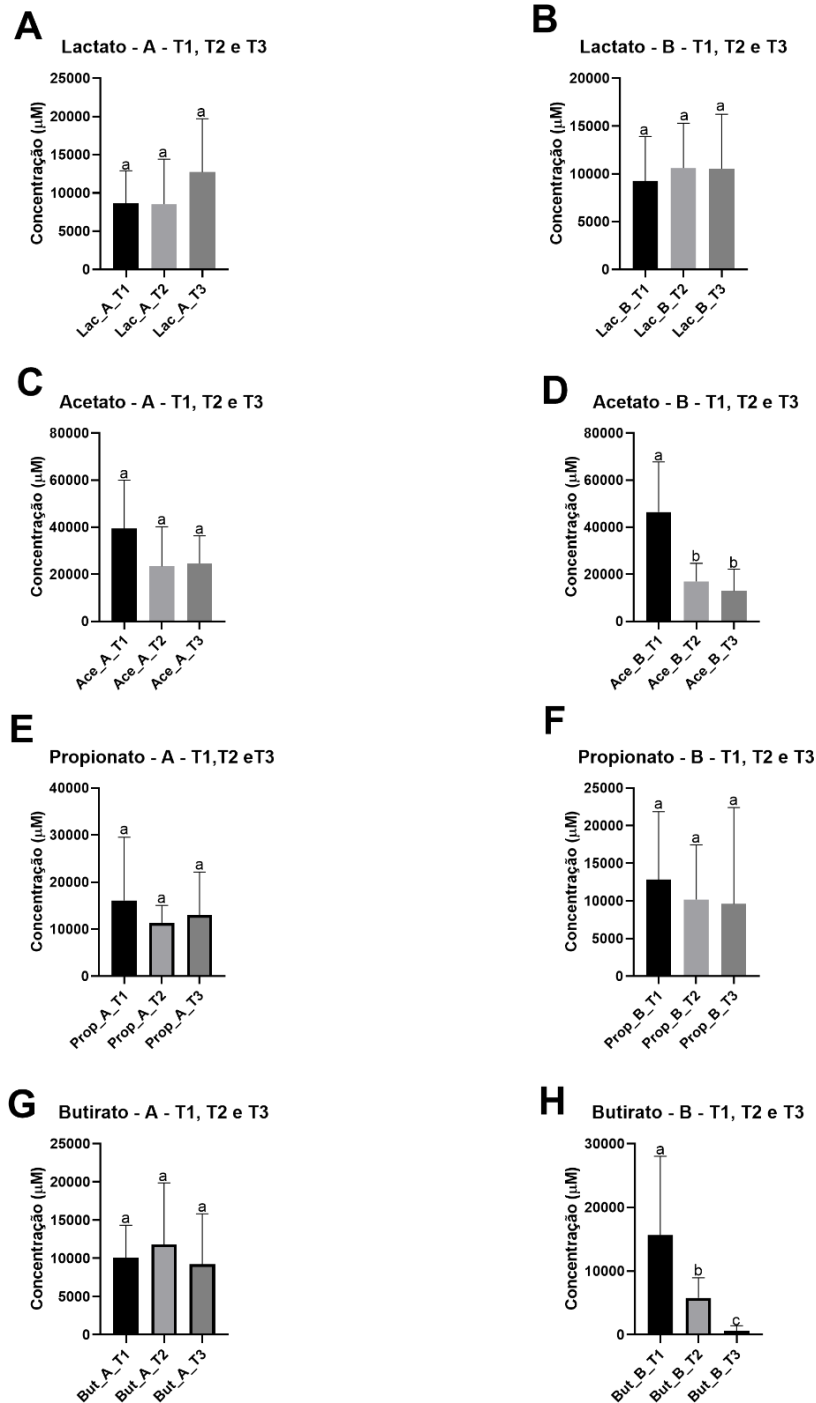 A
Lactato - A - T1, T2 e T3
Concentração (µM)
25000
20000
15000
10000
5000
0
a
a
a
Lac_A_T1
Lac_A_T2
Lac_A_T3
B
Lactato - B - T1, T2 e T3
Concentração (µM)
20000
15000
10000
5000
0
a
a
a
Lac_B_T1
Lac_B_T2
Lac_B_T3
C
Acetato - A - T1, T2 e T3
Concentração (µM)
80000
60000
40000
20000
0
a
a
a
Ace_A_T1
Ace_A_T2
Ace_A_T3
D
Acetato - B - T1, T2 e T3
Concentração (µM)
80000
60000
40000
20000
0
a
b
b
Ace_B_T1
Ace_B_T2
Ace_B_T3
E
Propionato - A - T1,T2 eT3
Concentração (µM)
40000
30000
20000
10000
0
a
a
a
Prop_A_T1
Prop_A_T2
Prop_A_T3
F
Propionato - B - T1, T2 e T3
Concentração (µM)
25000
20000
15000
10000
5000
0
a
a
a
Prop_B_T1
Prop_B_T2
Prop_B_T3
G
Butirato - A - T1, T2 e T3
Concentração (µM)
25000
20000
15000
10000
5000
0
a
a
a
But_A_T1
But_A_T2
But_A_T3
H
Butirato - B - T1, T2 e T3
Concentração (µM)
30000
20000
10000
0
a
b
c
But_B_T1
But_B_T2
But_B_T3